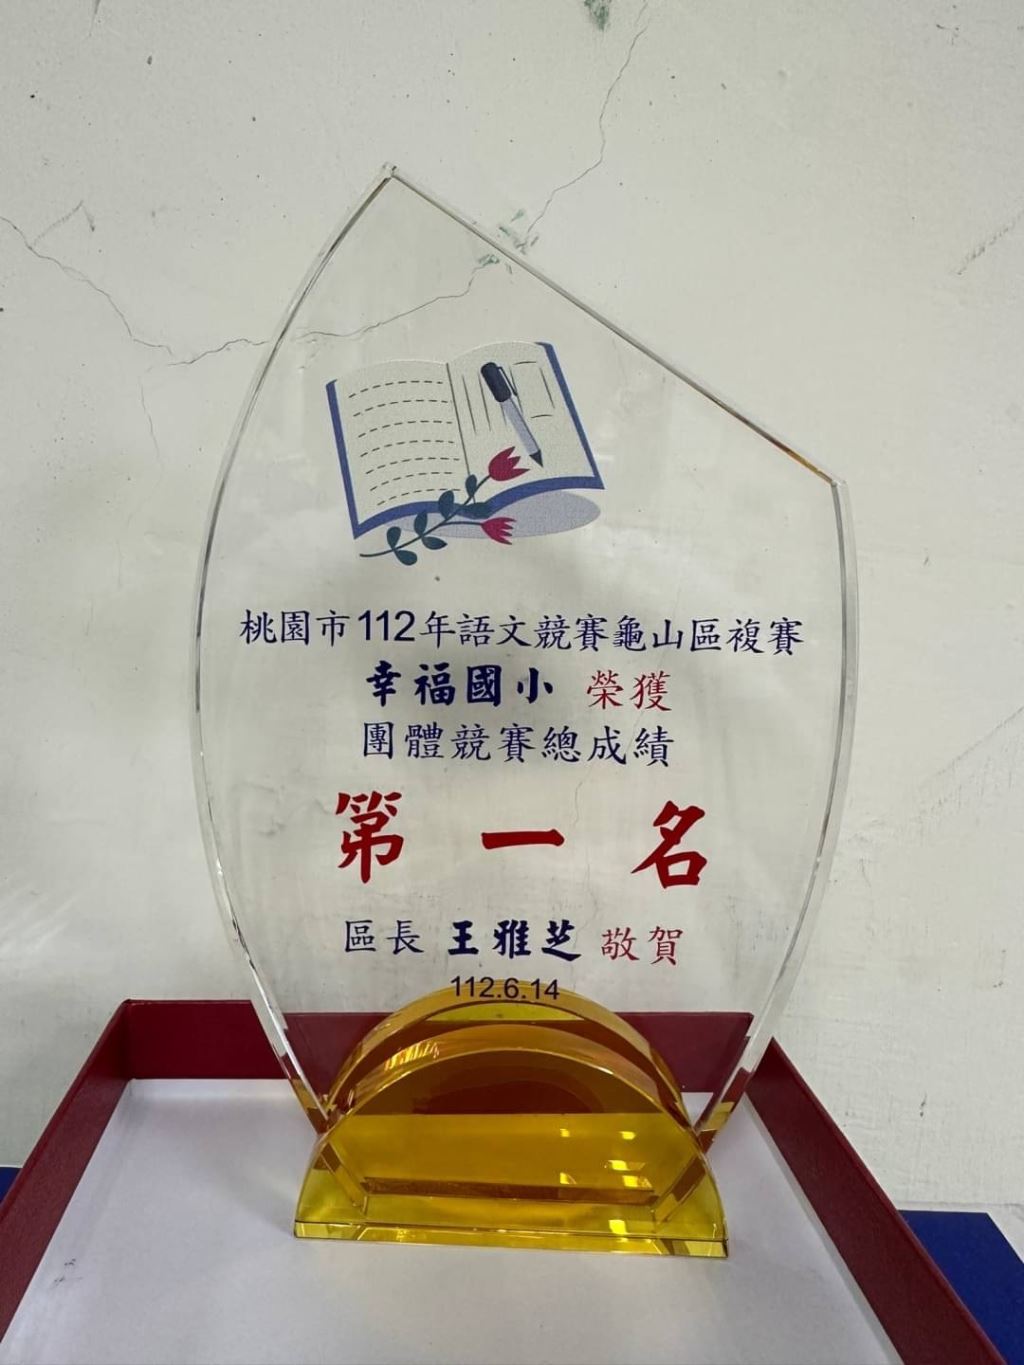 桃園市112年語文競賽龜山區複賽
幸福國小 榮獲
團體競賽總成績
第一名
區長 王雅芝 敬賀
112.6.14